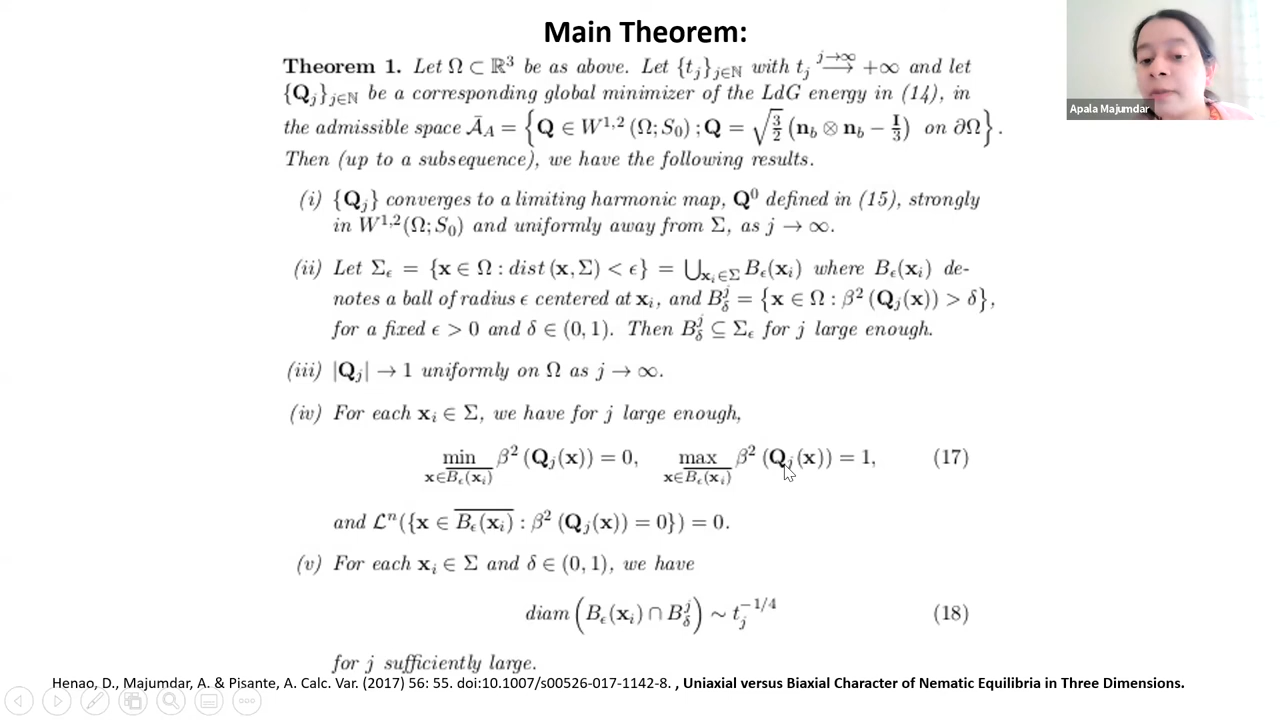 Main Theorem:
Apala Majumdar
Theorem 1. Let Ω ⊂ ℝ³ be as above. Let {t_j}_{j∈ℕ} with t_j \xrightarrow{j→∞} +∞ and let
{Q_j}_{j∈ℕ} be a corresponding global minimizer of the LdG energy in (14), in
the admissible space Ā_A = {Q ∈ W^{1,2} (Ω; S_0) ; Q = √(3/2) (n_b ⊗ n_b − I/3) on ∂Ω}.
Then (up to a subsequence), we have the following results.
(i) {Q_j} converges to a limiting harmonic map, Q⁰ defined in (15), strongly
in W^{1,2}(Ω; S_0) and uniformly away from Σ, as j → ∞.
(ii) Let Σ_ϵ = {x ∈ Ω : dist (x, Σ) < ϵ} = ⋃_{x_i∈Σ} B_ϵ(x_i) where B_ϵ(x_i) de-
notes a ball of radius ϵ centered at x_i, and B_δ^j = {x ∈ Ω : β² (Q_j(x)) > δ},
for a fixed ϵ > 0 and δ ∈ (0, 1). Then B_δ^j ⊆ Σ_ϵ for j large enough.
(iii) |Q_j| → 1 uniformly on Ω as j → ∞.
(iv) For each x_i ∈ Σ, we have for j large enough,
min_{x∈\overline{B_ϵ(x_i)}} β² (Q_j(x)) = 0, max_{x∈\overline{B_ϵ(x_i)}} β² (Q_j(x)) = 1, (17)
and ℒⁿ({x ∈ \overline{B_ϵ(x_i)} : β² (Q_j(x)) = 0}) = 0.
(v) For each x_i ∈ Σ and δ ∈ (0, 1), we have
diam (B_ϵ(x_i) ∩ B_δ^j) ∼ t_j^{−1/4} (18)
for j sufficiently large.
Henao, D., Majumdar, A. & Pisante, A. Calc. Var. (2017) 56: 55. doi:10.1007/s00526-017-1142-8. , Uniaxial versus Biaxial Character of Nematic Equilibria in Three Dimensions.